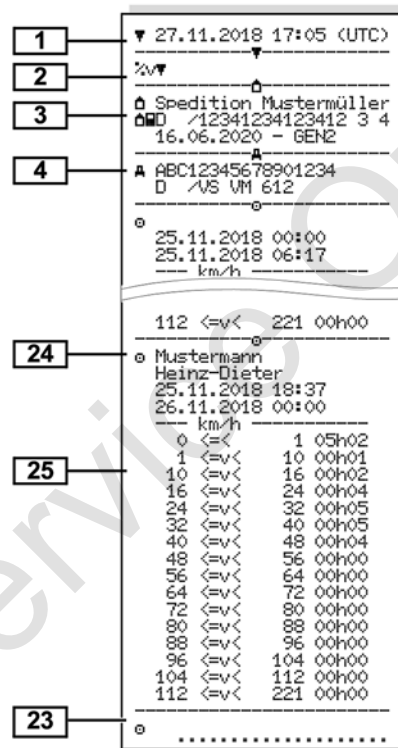 1 ▼ 27.11.2018 17:05 (UTC)
2 %v▼
3 Spedition Mustermüller
D /12341234123412 3 4
16.06.2020 - GEN2
4 A ABC12345678901234
D /VS VM 612
25.11.2018 00:00
25.11.2018 06:17
--- km/h ---
112 <=v< 221 00h00
24 Mustermann
Heinz-Dieter
25.11.2018 18:37
26.11.2018 00:00
--- km/h ---
0 <=< 1 05h02
1 <=v< 10 00h01
25 10 <=v< 16 00h02
16 <=v< 24 00h04
24 <=v< 32 00h05
32 <=v< 40 00h05
40 <=v< 48 00h04
48 <=v< 56 00h00
56 <=v< 64 00h00
64 <=v< 72 00h00
72 <=v< 80 00h00
80 <=v< 88 00h00
88 <=v< 96 00h00
96 <=v< 104 00h00
104 <=v< 112 00h00
112 <=v< 221 00h00
23 ....................
ervice o